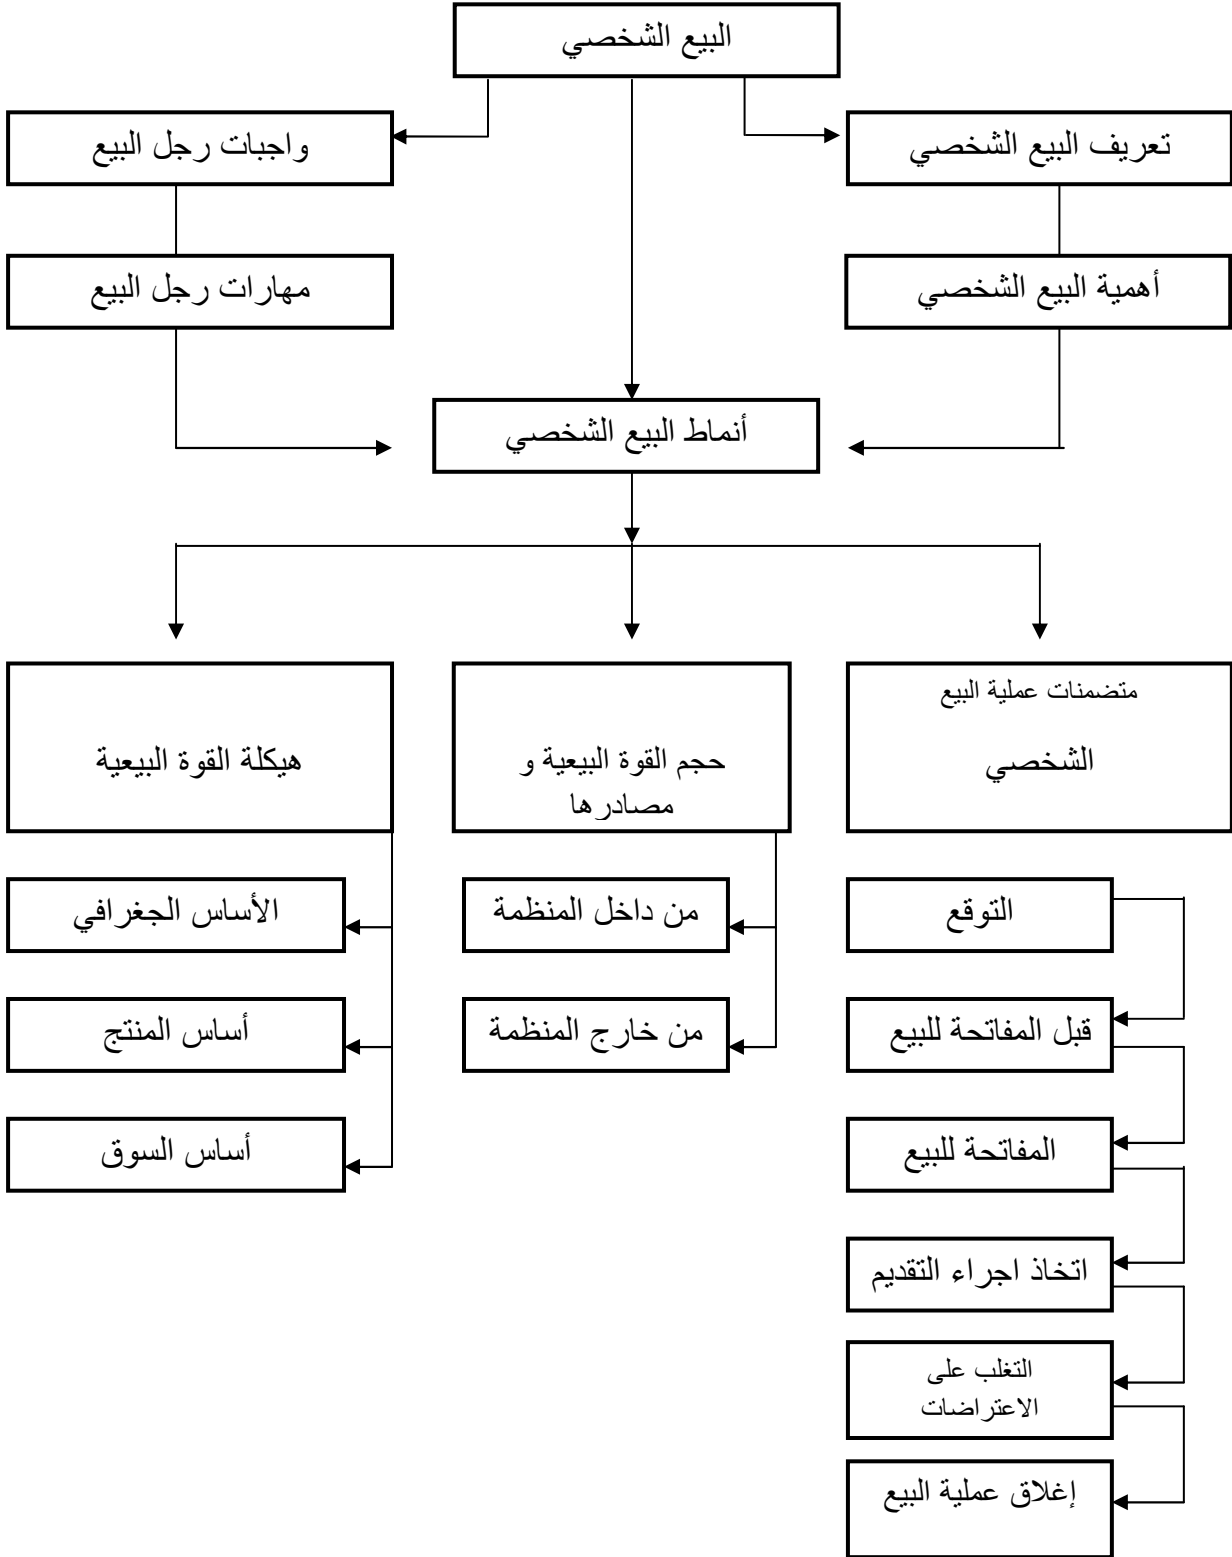 البيع الشخصي
تعريف البيع الشخصي
واجبات رجل البيع
أهمية البيع الشخصي
مهارات رجل البيع
أنماط البيع الشخصي
متضمنات عملية البيع
الشخصي
حجم القوة البيعية و
مصادرها
هيكلة القوة البيعية
التوقع
قبل المفاتحة للبيع
المفاتحة للبيع
اتخاذ اجراء التقديم
التغلب على
الاعتراضات
إغلاق عملية البيع
من داخل المنظمة
من خارج المنظمة
الأساس الجغرافي
أساس المنتج
أساس السوق